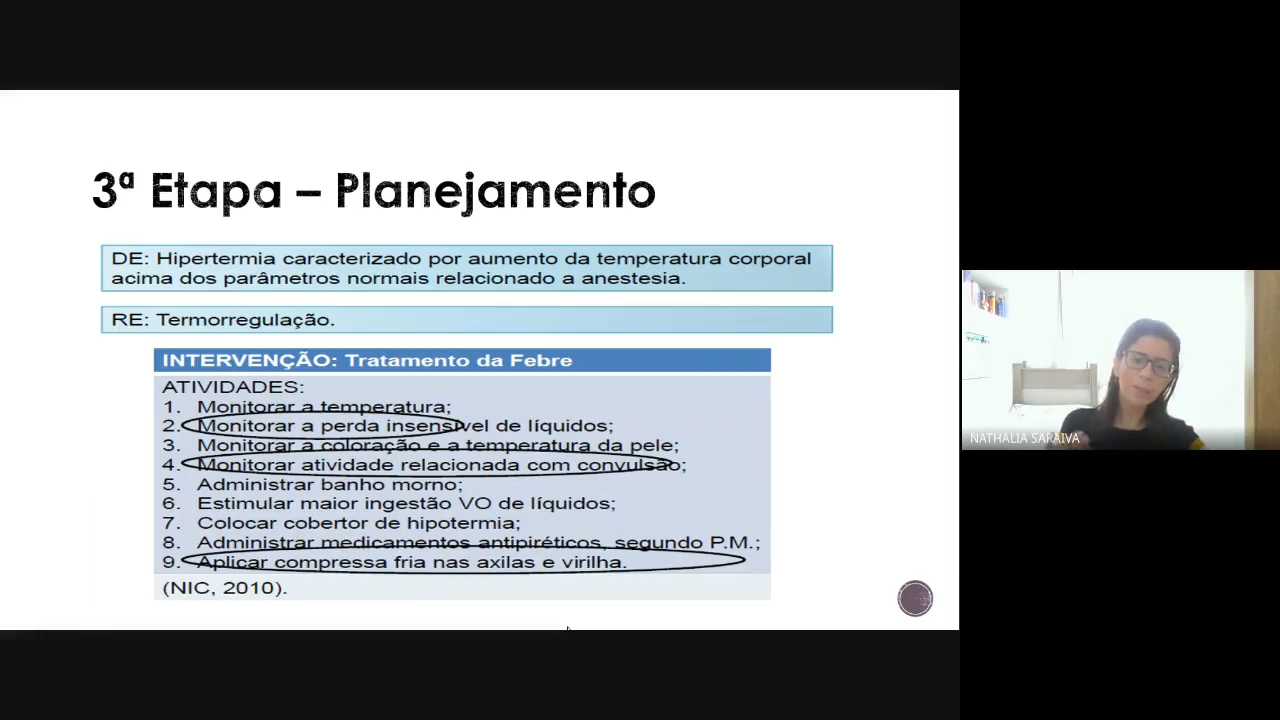 3ª Etapa – Planejamento
DE: Hipertermia caracterizado por aumento da temperatura corporal
acima dos parâmetros normais relacionado a anestesia.
RE: Termorregulação.
INTERVENÇÃO: Tratamento da Febre
ATIVIDADES:
1. Monitorar a temperatura;
2. Monitorar a perda insensível de líquidos;
3. Monitorar a coloração e a temperatura da pele;
4. Monitorar atividade relacionada com convulsão;
5. Administrar banho morno;
6. Estimular maior ingestão VO de líquidos;
7. Colocar cobertor de hipotermia;
8. Administrar medicamentos antipiréticos, segundo P.M.;
9. Aplicar compressa fria nas axilas e virilha.
(NIC, 2010).
NATHALIA SARAIVA